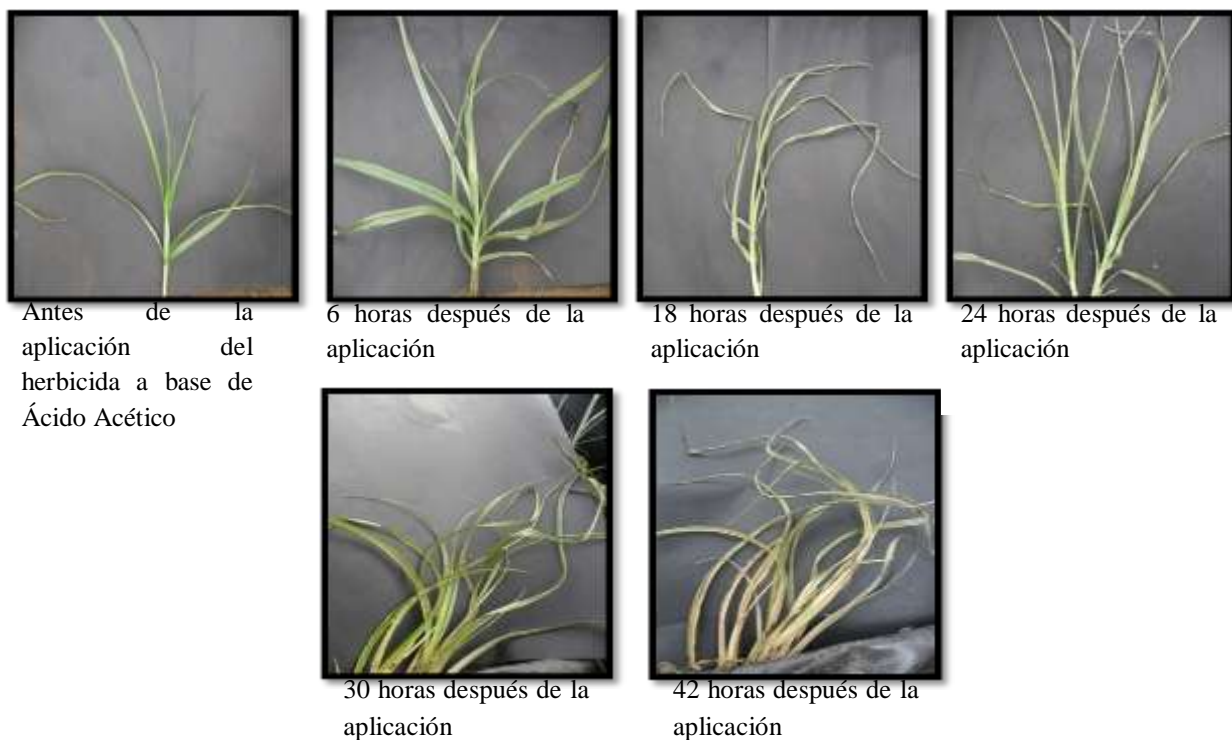 Antes de la
aplicación del
herbicida a base de
Ácido Acético
6 horas después de la
aplicación
18 horas después de la
aplicación
24 horas después de la
aplicación
30 horas después de la
aplicación
42 horas después de la
aplicación